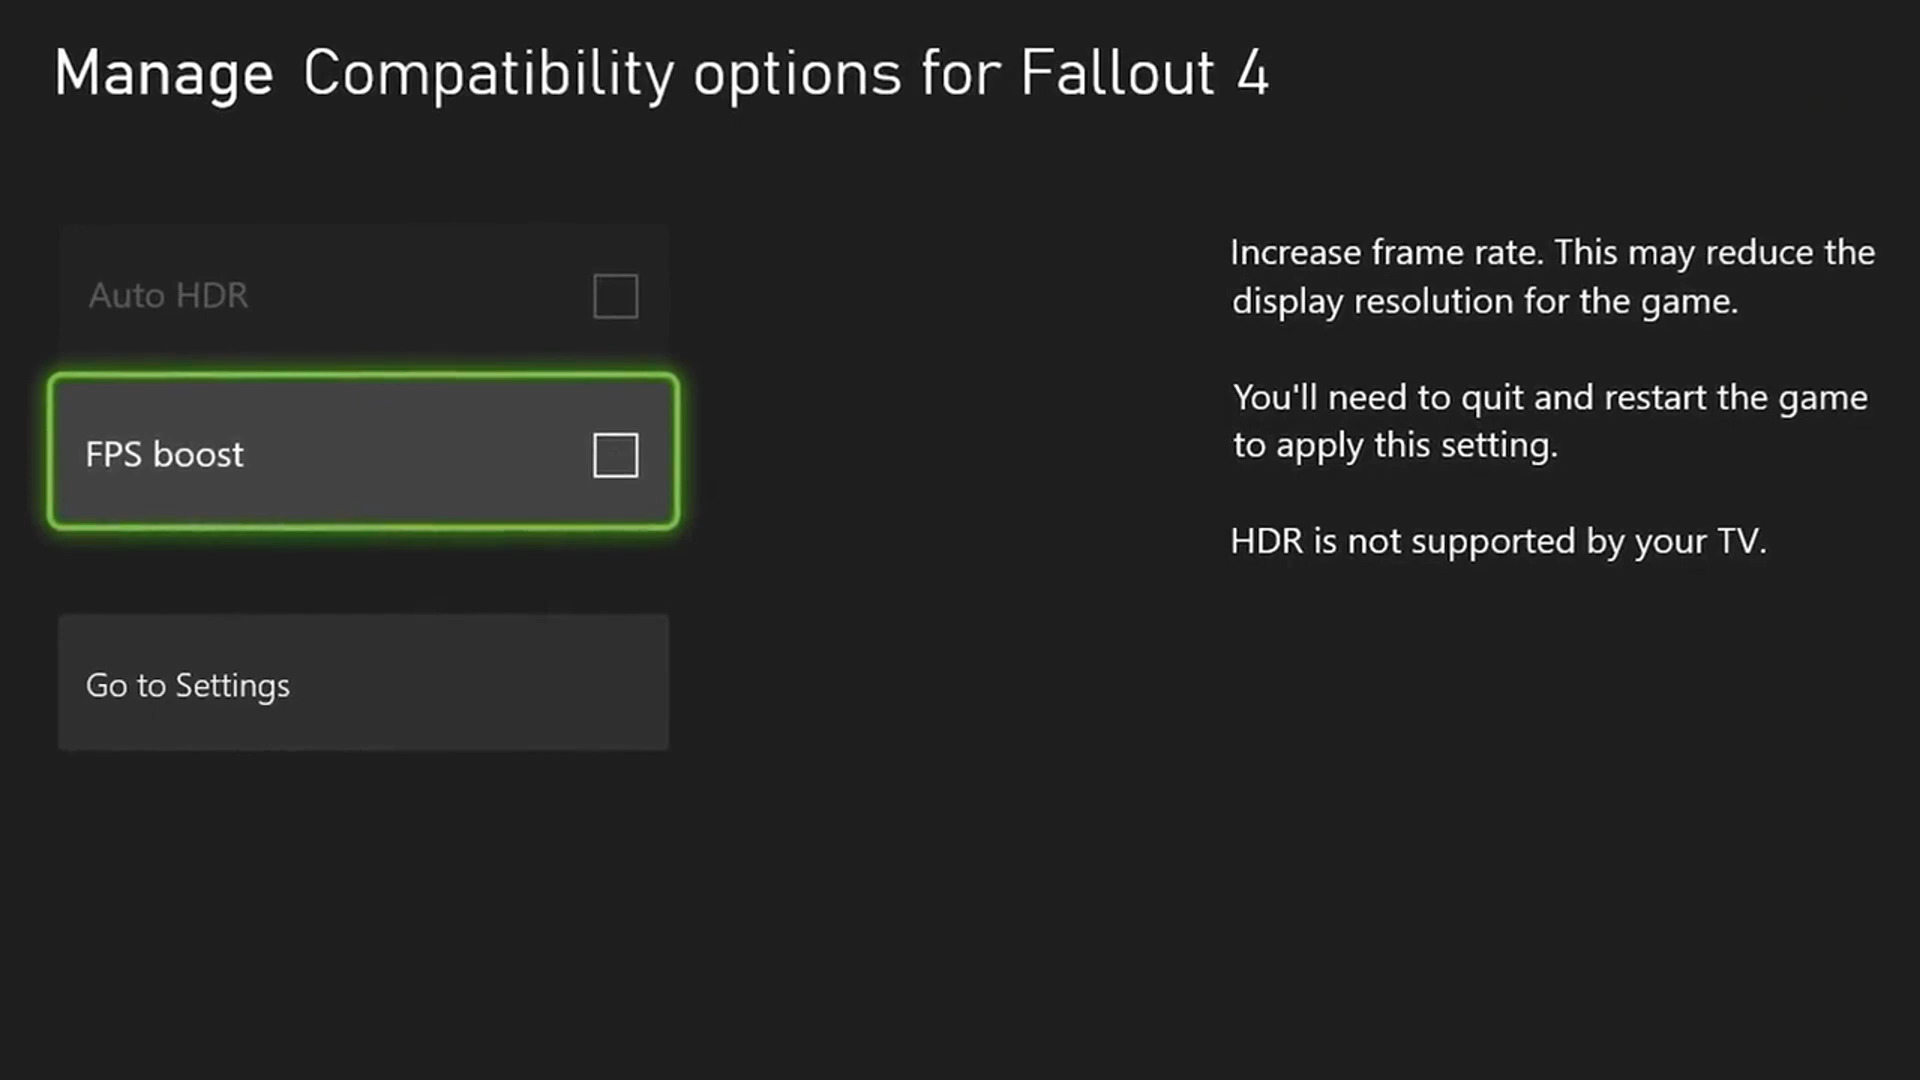 Manage Compatibility options for Fallout 4
Auto HDR
FPS boost
Go to Settings
Increase frame rate. This may reduce the
display resolution for the game.
You'll need to quit and restart the game
to apply this setting.
HDR is not supported by your TV.